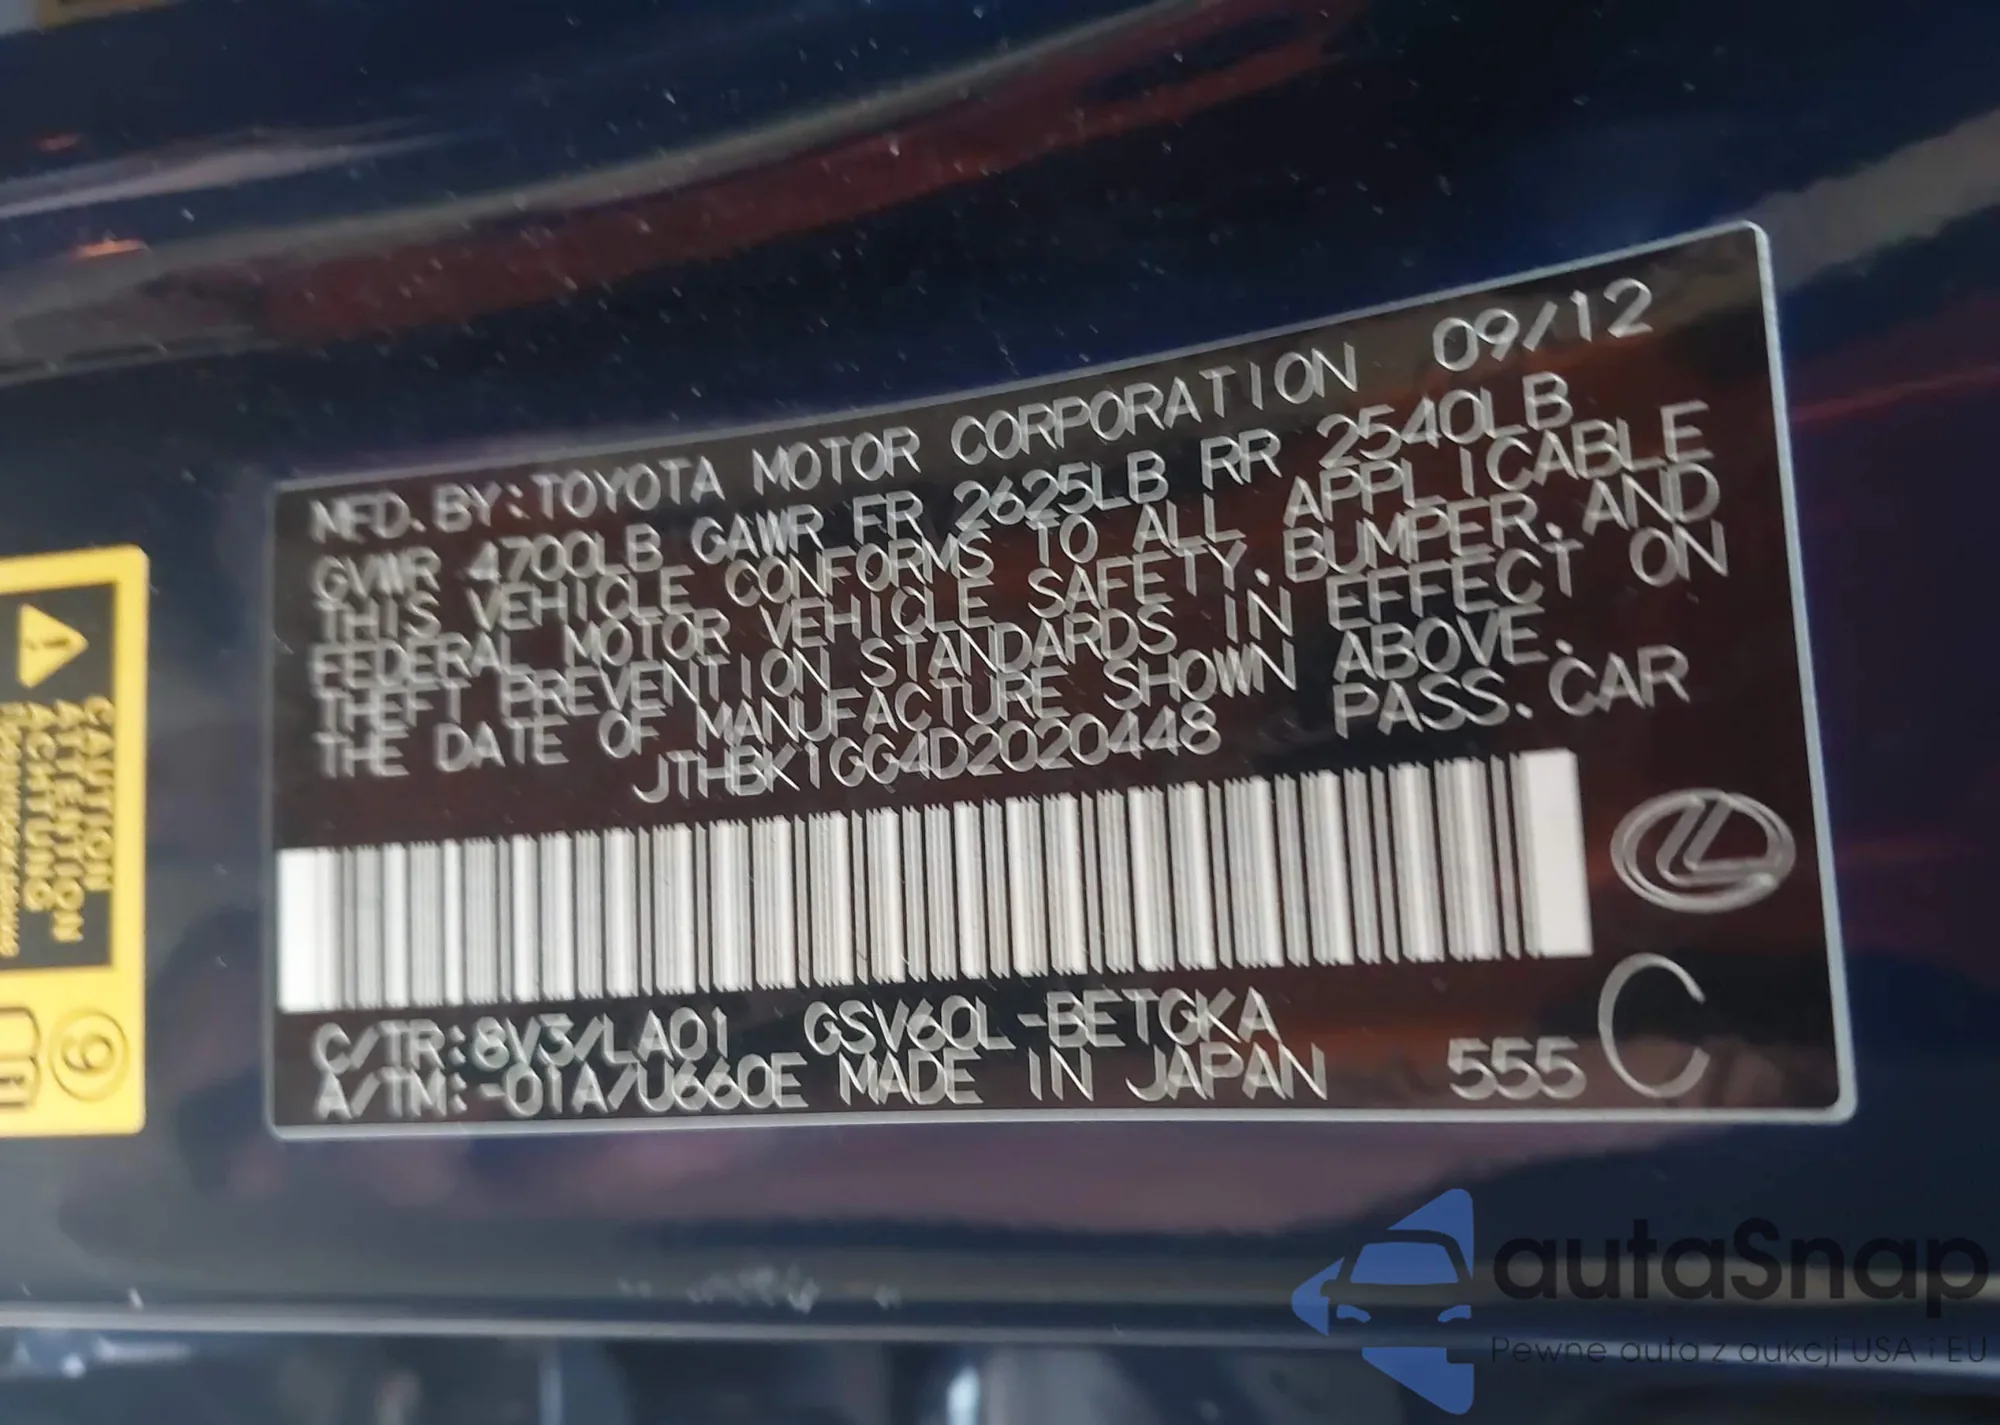 MFD. BY: TOYOTA MOTOR CORPORATION 09/12
GVWR 4700LB GAWR FR 2625LB RR 2540LB
THIS VEHICLE CONFORMS TO ALL APPLICABLE
FEDERAL MOTOR VEHICLE SAFETY, BUMPER, AND
THEFT PREVENTION STANDARDS IN EFFECT ON
THE DATE OF MANUFACTURE SHOWN ABOVE.
JTHBK1GG4D2020448 PASS. CAR
C/TR: 8V3/LA01 GSV60L-BETGKA
A/TM: -01A/U660E MADE IN JAPAN 555 C
CAUTION
ATTENTION
ACHTUNG
9
autaSnap
Pewne auta z aukcji USA i EU